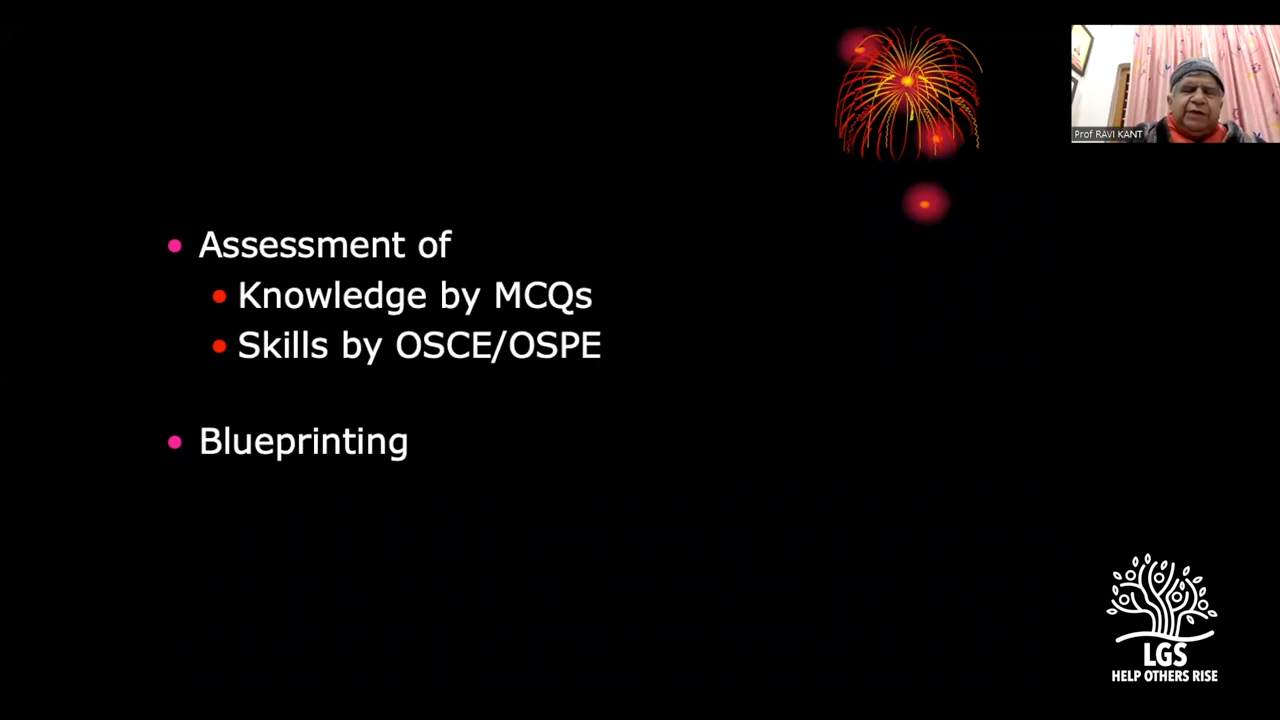 Prof RAVI KANT
Assessment of
Knowledge by MCQs
Skills by OSCE/OSPE
Blueprinting
LGS
HELP OTHERS RISE